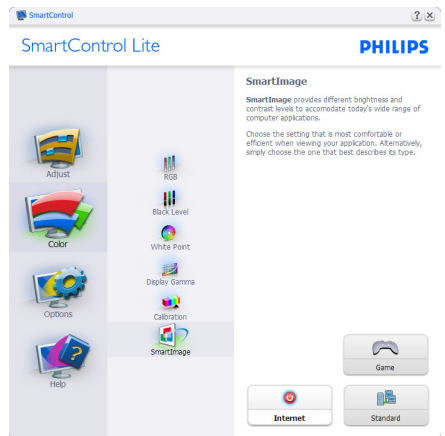 SmartControl
SmartControl Lite
PHILIPS
Adjust
Color
Options
Help
RGB
Black Level
White Point
Display Gamma
Calibration
SmartImage
SmartImage
SmartImage provides different brightness and
contrast levels to accomodate today's wide range of
computer applications.
Choose the setting that is most comfortable or
efficient when viewing your application. Alternatively,
simply choose the one that best describes its type.
Game
Internet
Standard